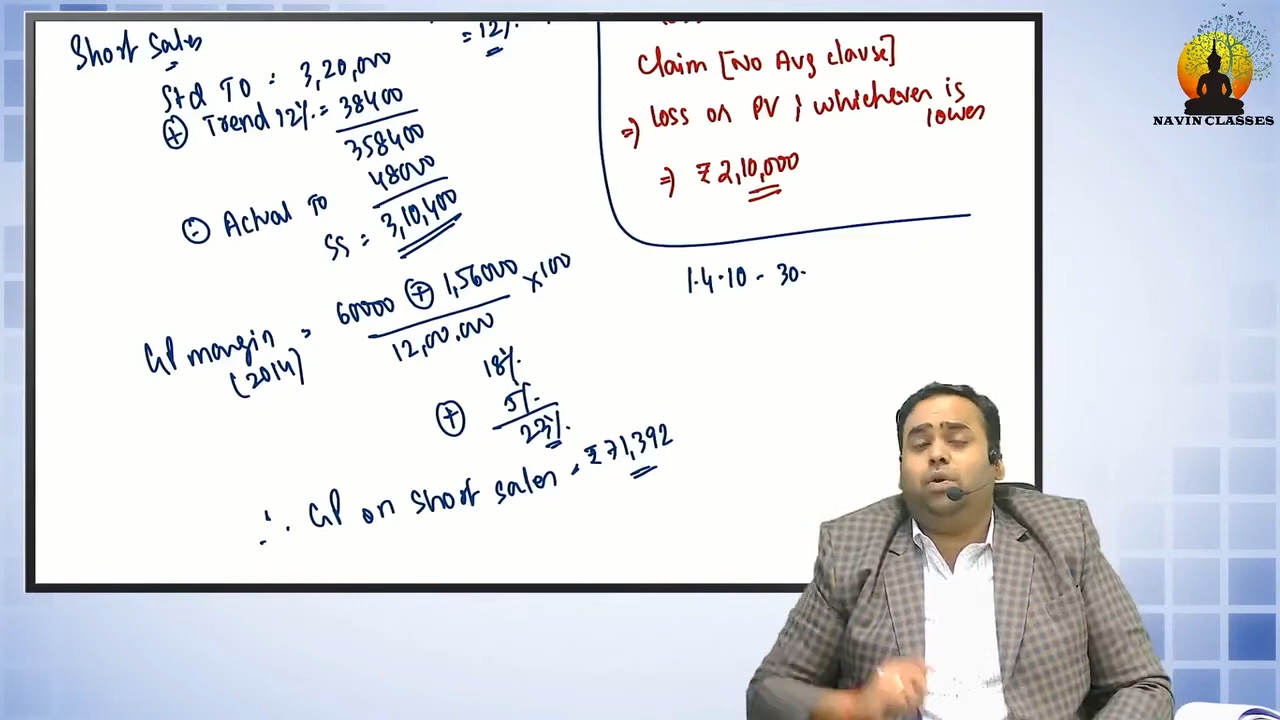 Short Sales
= 12%
Std TO = 3,20,000
⊕ Trend 12% = 38400
358400
⊖ Actual TO 48000
SS = 3,10,400
GP margin (2014) = 60000 ⊕ 1,56000 / 12,00,000 × 100
18%
⊕ 5%
23%
∴ GP on Short Sales = ₹71,392
Claim [No Avg clause]
⇒ Loss or PV ; whichever is lower
⇒ ₹2,10,000
1.4.10 - 30.
NAVIN CLASSES